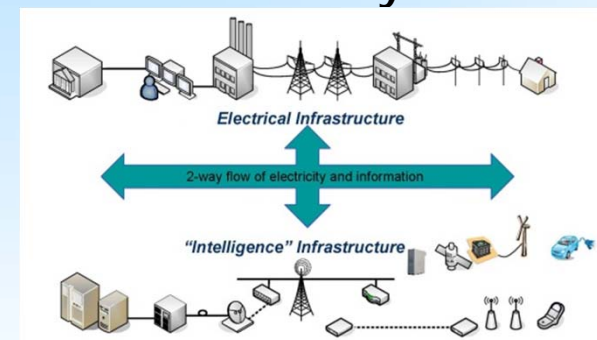 Electrical Infrastructure
2-way flow of electricity and information
“Intelligence” Infrastructure